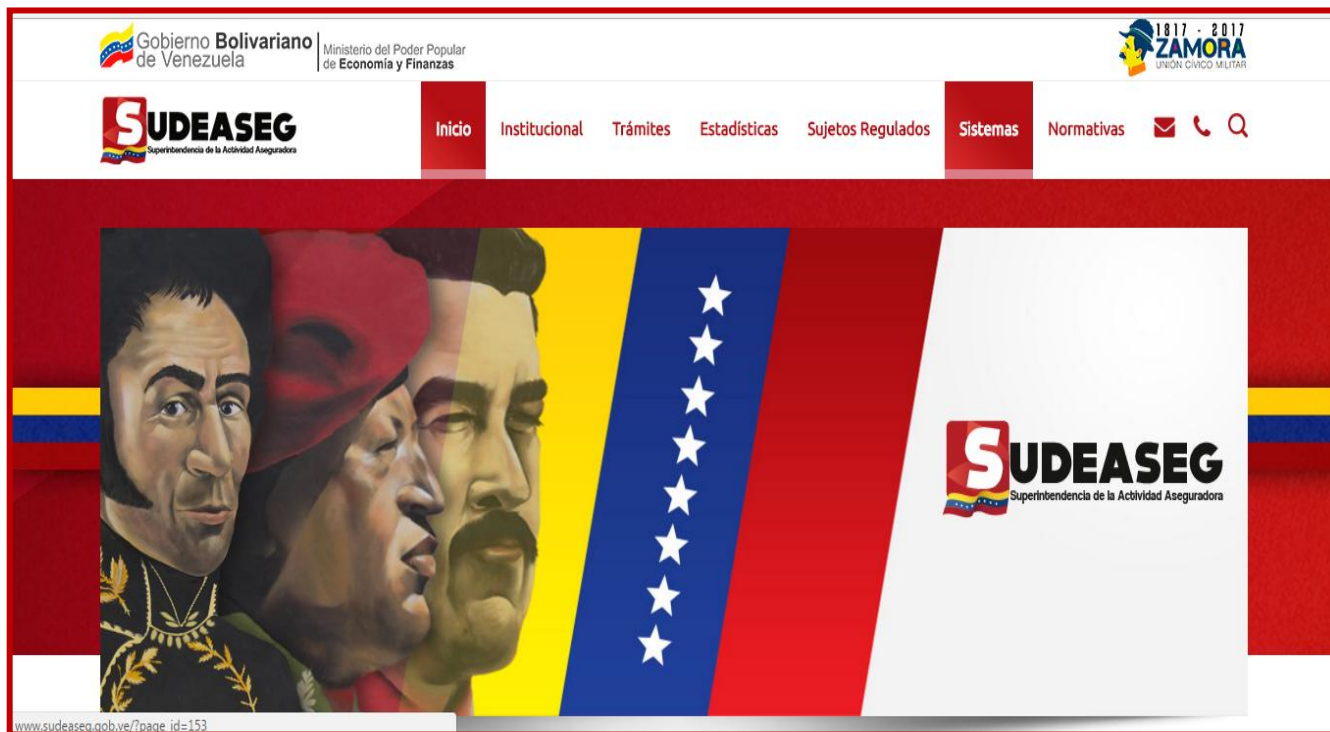 Gobierno Bolivariano
de Venezuela
Ministerio del Poder Popular
de Economía y Finanzas
1817 - 2017
ZAMORA
UNIÓN CÍVICO MILITAR
SUDEASEG
Superintendencia de la Actividad Aseguradora
Inicio Institucional Trámites Estadísticas Sujetos Regulados Sistemas Normativas
SUDEASEG
Superintendencia de la Actividad Aseguradora
www.sudeaseg.gob.ve/?page_id=153